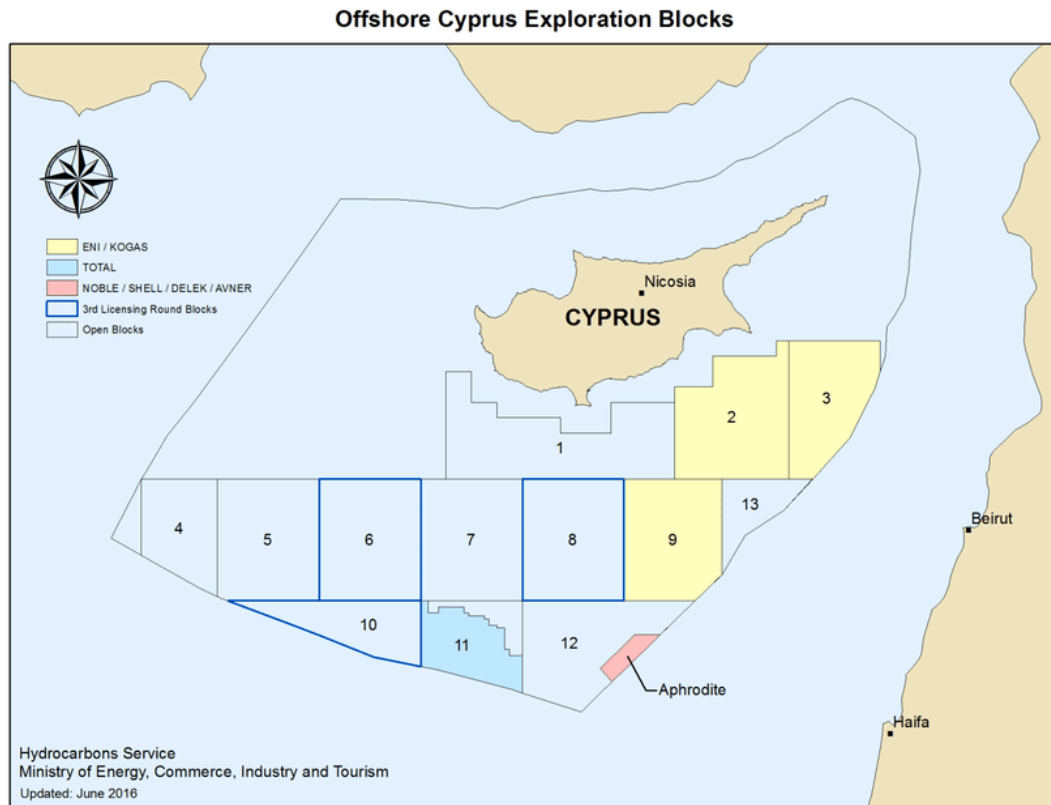 Offshore Cyprus Exploration Blocks
ENI / KOGAS
TOTAL
NOBLE / SHELL / DELEK / AVNER
3rd Licensing Round Blocks
Open Blocks
Nicosia
CYPRUS
1
2
3
4
5
6
7
8
9
13
10
11
12
Aphrodite
Beirut
Haifa
Hydrocarbons Service
Ministry of Energy, Commerce, Industry and Tourism
Updated: June 2016